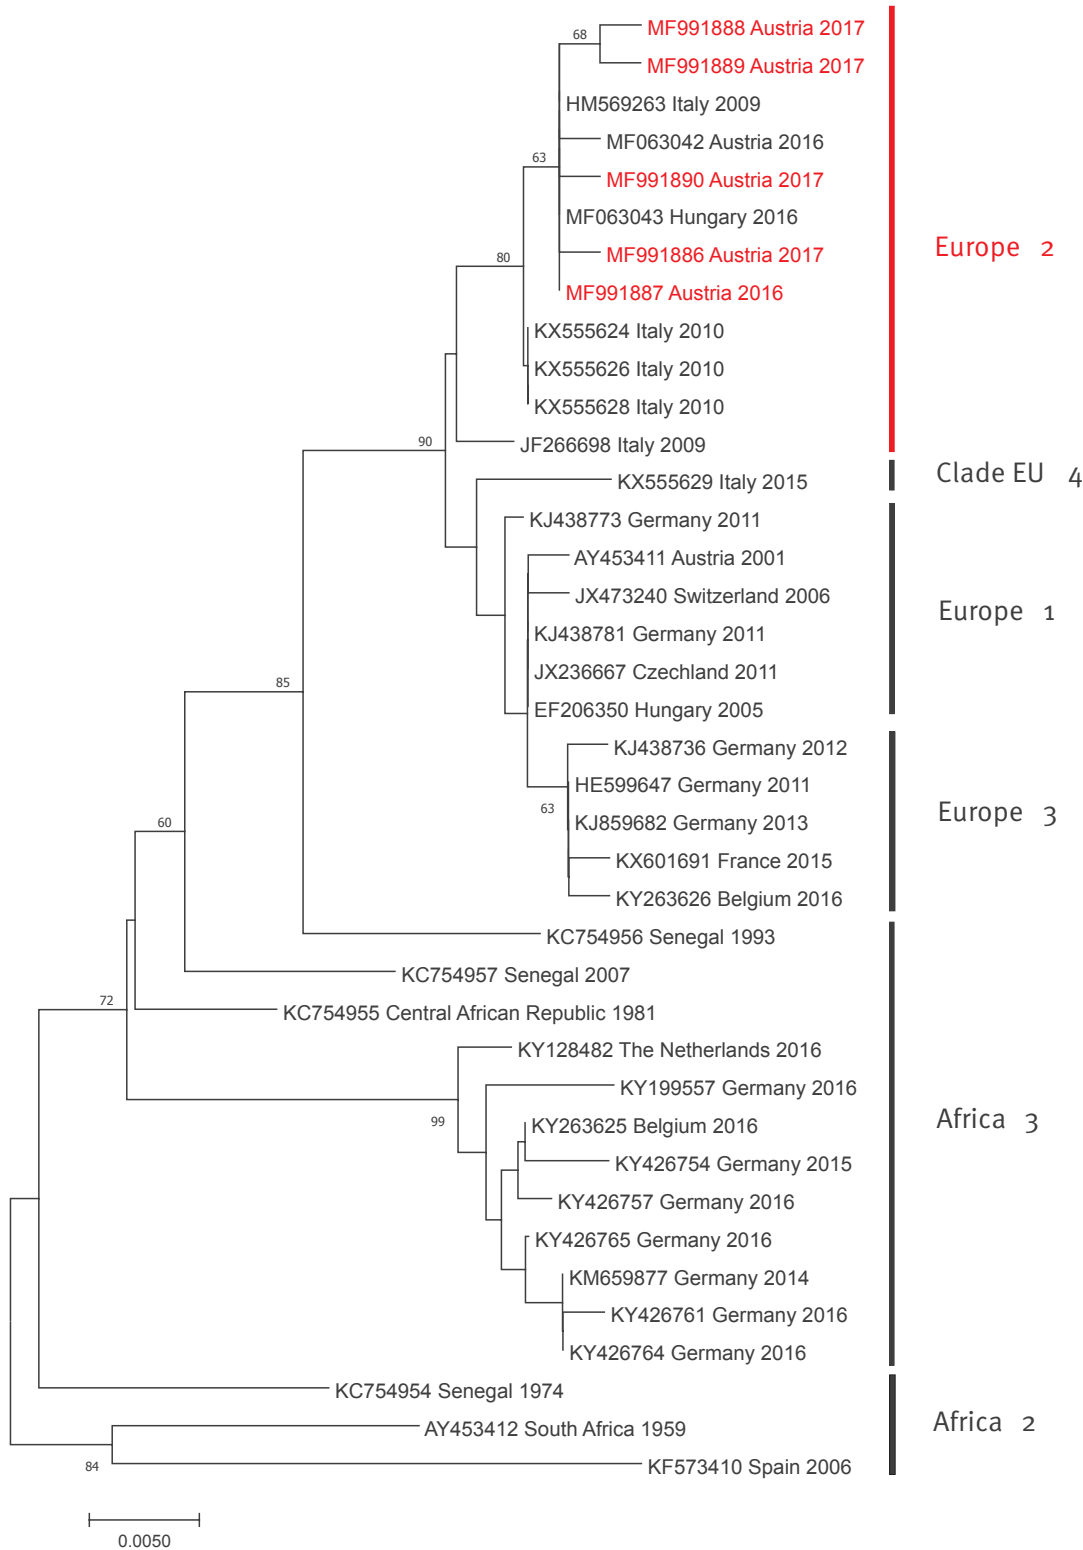 68
MF991888 Austria 2017
MF991889 Austria 2017
HM569263 Italy 2009
MF063042 Austria 2016
63
MF991890 Austria 2017
MF063043 Hungary 2016
Europe 2
80
MF991886 Austria 2017
MF991887 Austria 2016
KX555624 Italy 2010
KX555626 Italy 2010
KX555628 Italy 2010
90
JF266698 Italy 2009
Clade EU 4
KX555629 Italy 2015
KJ438773 Germany 2011
AY453411 Austria 2001
JX473240 Switzerland 2006
Europe 1
KJ438781 Germany 2011
JX236667 Czechland 2011
85
EF206350 Hungary 2005
KJ438736 Germany 2012
HE599647 Germany 2011
63
Europe 3
60
KJ859682 Germany 2013
KX601691 France 2015
KY263626 Belgium 2016
KC754956 Senegal 1993
KC754957 Senegal 2007
72
KC754955 Central African Republic 1981
KY128482 The Netherlands 2016
KY199557 Germany 2016
99
KY263625 Belgium 2016
Africa 3
KY426754 Germany 2015
KY426757 Germany 2016
KY426765 Germany 2016
KM659877 Germany 2014
KY426761 Germany 2016
KY426764 Germany 2016
KC754954 Senegal 1974
AY453412 South Africa 1959
Africa 2
84
KF573410 Spain 2006
0.0050